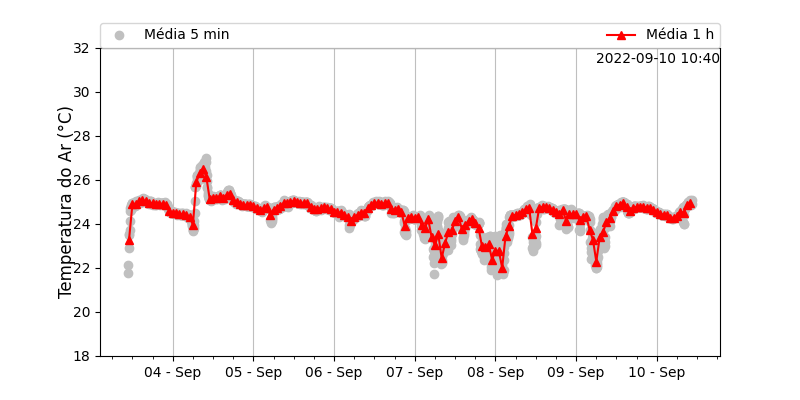 Média 5 min
Média 1 h
2022-09-10 10:40
Temperatura do Ar (°C)
32
30
28
26
24
22
20
18
04 - Sep
05 - Sep
06 - Sep
07 - Sep
08 - Sep
09 - Sep
10 - Sep